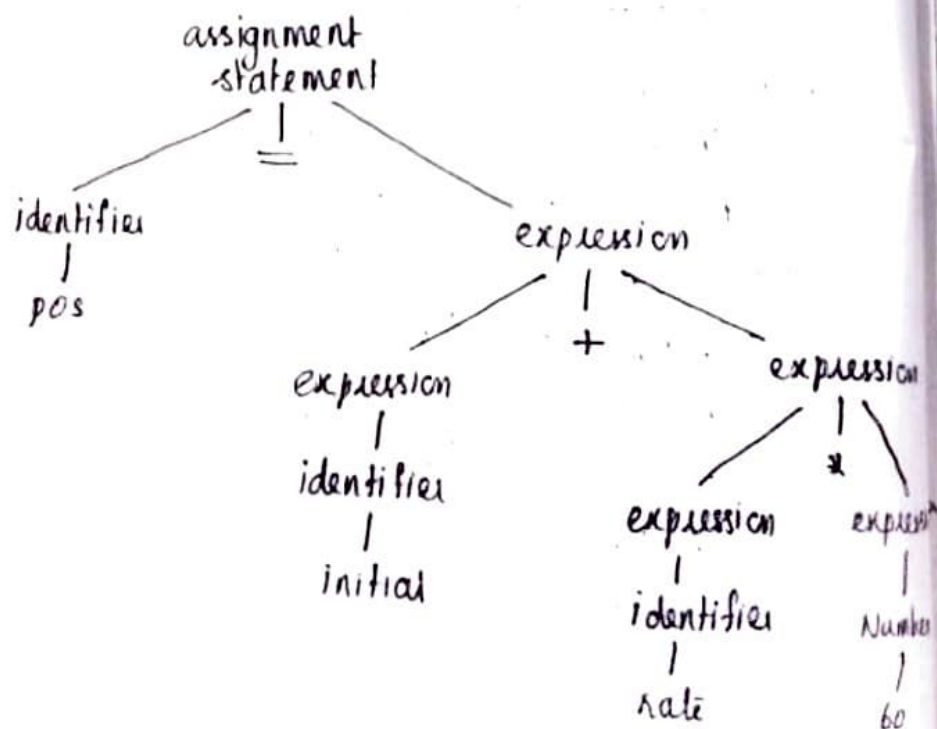 assignment
statement
=
identifier
expression
pos
+
expression
expression
*
identifier
expression
initial
identifier
Number
rate
60